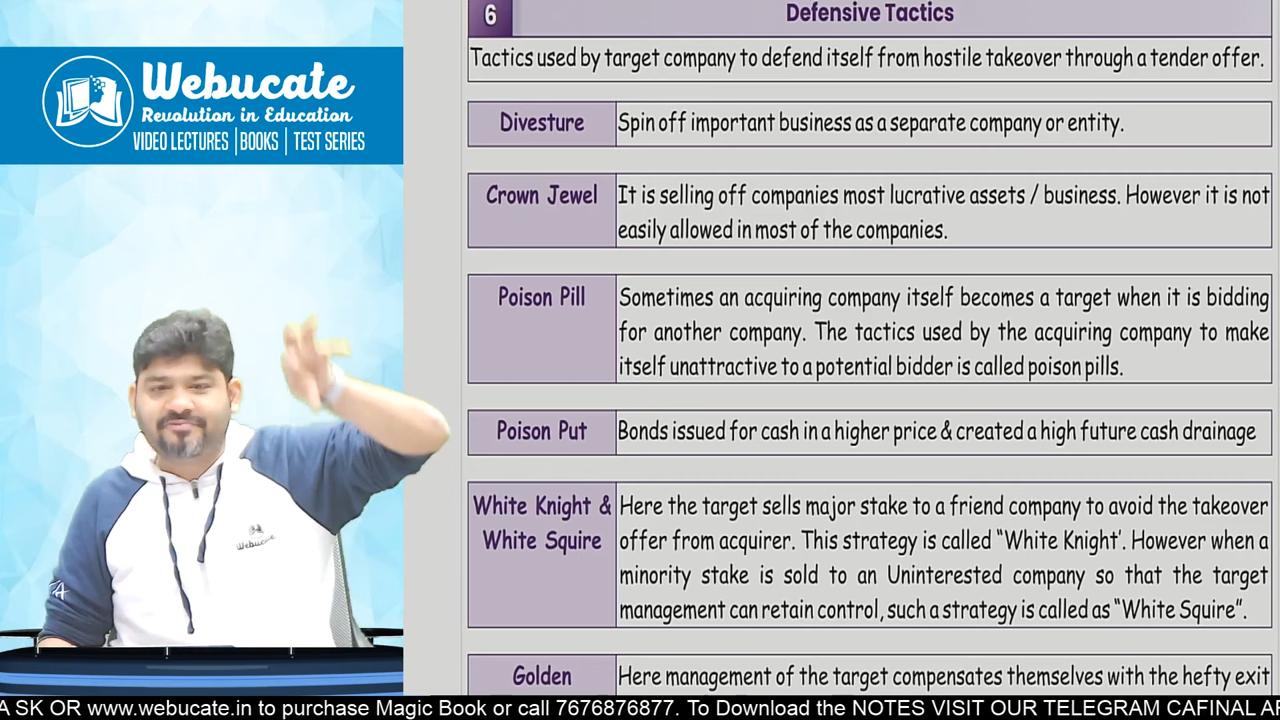 Webucate
Revolution in Education
VIDEO LECTURES | BOOKS | TEST SERIES
6
Defensive Tactics
Tactics used by target company to defend itself from hostile takeover through a tender offer.
Divesture
Spin off important business as a separate company or entity.
Crown Jewel
It is selling off companies most lucrative assets / business. However it is not
easily allowed in most of the companies.
Poison Pill
Sometimes an acquiring company itself becomes a target when it is bidding
for another company. The tactics used by the acquiring company to make
itself unattractive to a potential bidder is called poison pills.
Poison Put
Bonds issued for cash in a higher price & created a high future cash drainage
White Knight &
White Squire
Here the target sells major stake to a friend company to avoid the takeover
offer from acquirer. This strategy is called “White Knight’. However when a
minority stake is sold to an Uninterested company so that the target
management can retain control, such a strategy is called as “White Squire”.
Golden
Here management of the target compensates themselves with the hefty exit
Webucate
A SK OR www.webucate.in to purchase Magic Book or call 7676876877. To Download the NOTES VISIT OUR TELEGRAM CAFINAL AF